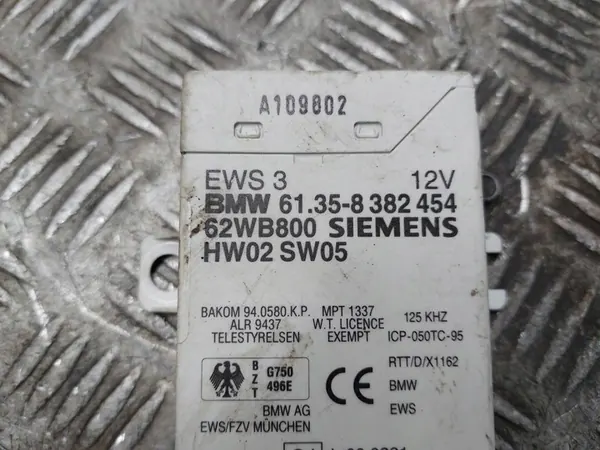 A109802
EWS 3 12V
BMW 61.35-8 382 454
62WB800 SIEMENS
HW02 SW05
BAKOM 94.0580.K.P. MPT 1337 125 KHZ
ALR 9437 W.T. LICENCE
TELESTYRELSEN EXEMPT ICP-050TC-95
B Z T G750 496E CE RTT/D/X1162
BMW
BMW AG EWS
EWS/FZV MÜNCHEN